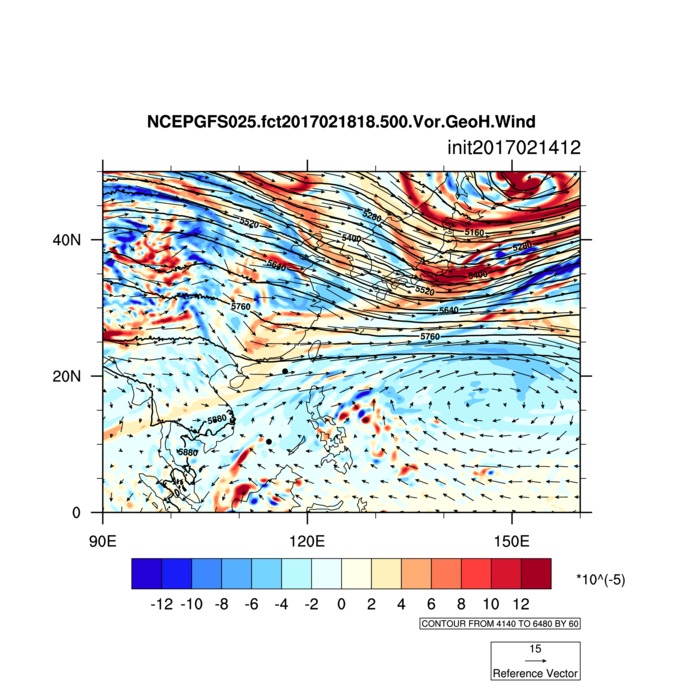 NCEPGFS025.fct2017021818.500.Vor.GeoH.Wind
init2017021412
5280
5520
5160
5400
40N
5280
5640
5400
5520
5760
5640
5760
20N
5880
5880
0
90E 120E 150E
-12 -10 -8 -6 -4 -2 0 2 4 6 8 10 12
*10^(-5)
CONTOUR FROM 4140 TO 6480 BY 60
15
Reference Vector